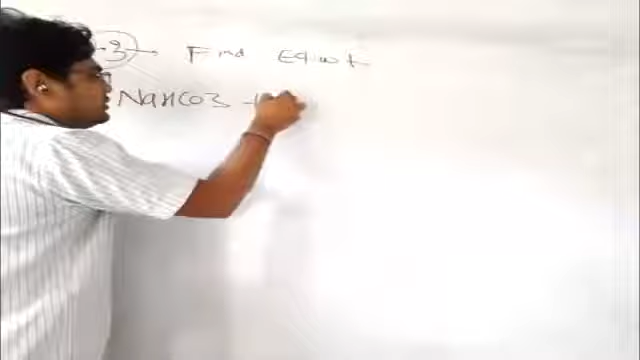 -3 → Find Eq.wt
NaHCO3 +